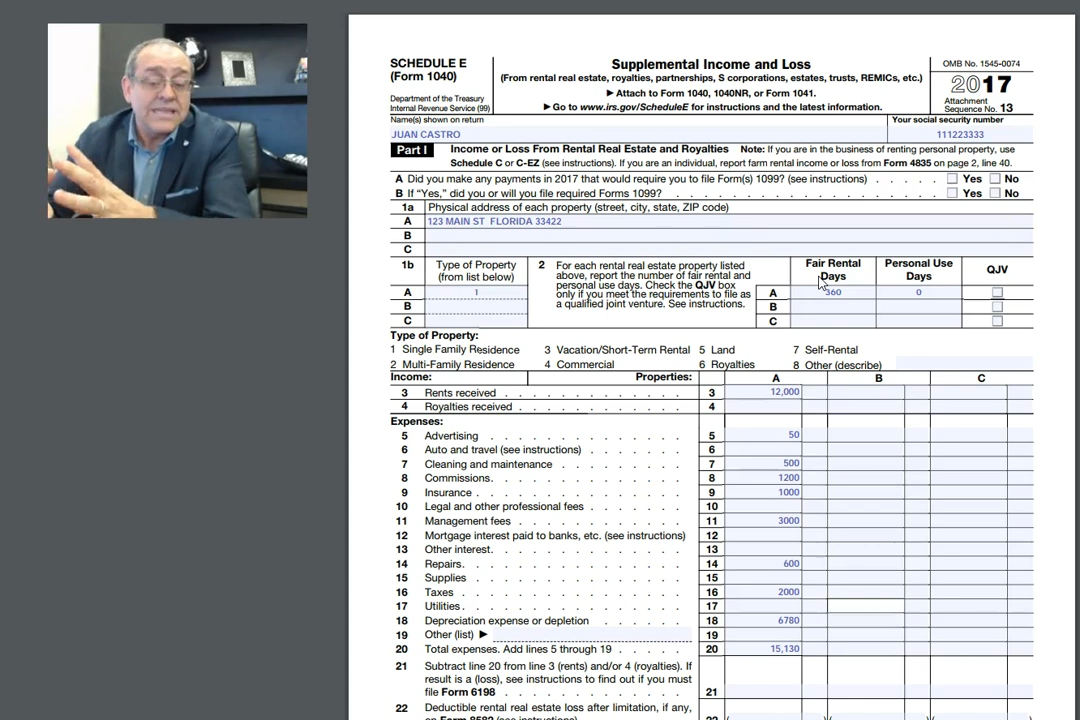 SCHEDULE E
(Form 1040)
Department of the Treasury
Internal Revenue Service (99)
Supplemental Income and Loss
(From rental real estate, royalties, partnerships, S corporations, estates, trusts, REMICs, etc.)
▶ Attach to Form 1040, 1040NR, or Form 1041.
▶ Go to www.irs.gov/ScheduleE for instructions and the latest information.
OMB No. 1545-0074
2017
Attachment
Sequence No. 13
Name(s) shown on return
Your social security number
JUAN CASTRO
111223333
Part I Income or Loss From Rental Real Estate and Royalties Note: If you are in the business of renting personal property, use
Schedule C or C-EZ (see instructions). If you are an individual, report farm rental income or loss from Form 4835 on page 2, line 40.
A Did you make any payments in 2017 that would require you to file Form(s) 1099? (see instructions) . . . . . Yes No
B If "Yes," did you or will you file required Forms 1099? . . . . . . . . . . . . . . . . . Yes No
1a Physical address of each property (street, city, state, ZIP code)
A 123 MAIN ST FLORIDA 33422
B
C
1b Type of Property
(from list below)
2 For each rental real estate property listed
above, report the number of fair rental and
personal use days. Check the QJV box
only if you meet the requirements to file as
a qualified joint venture. See instructions.
Fair Rental
Days
Personal Use
Days
QJV
A 1 A 360 0
B B
C C
Type of Property:
1 Single Family Residence 3 Vacation/Short-Term Rental 5 Land 7 Self-Rental
2 Multi-Family Residence 4 Commercial 6 Royalties 8 Other (describe)
Income: Properties: A B C
3 Rents received . . . . . . . . . . . . . 3 12,000
4 Royalties received . . . . . . . . . . . . 4
Expenses:
5 Advertising . . . . . . . . . . . . . . 5 50
6 Auto and travel (see instructions) . . . . . . . 6
7 Cleaning and maintenance . . . . . . . . . 7 500
8 Commissions. . . . . . . . . . . . . . 8 1200
9 Insurance . . . . . . . . . . . . . . . 9 1000
10 Legal and other professional fees . . . . . . . 10
11 Management fees . . . . . . . . . . . . 11 3000
12 Mortgage interest paid to banks, etc. (see instructions) 12
13 Other interest. . . . . . . . . . . . . . 13
14 Repairs. . . . . . . . . . . . . . . . 14 600
15 Supplies . . . . . . . . . . . . . . . 15
16 Taxes . . . . . . . . . . . . . . . . 16 2000
17 Utilities . . . . . . . . . . . . . . . . 17
18 Depreciation expense or depletion . . . . . . 18 6780
19 Other (list) ▶ 19
20 Total expenses. Add lines 5 through 19 . . . . . 20 15,130
21 Subtract line 20 from line 3 (rents) and/or 4 (royalties). If
result is a (loss), see instructions to find out if you must
file Form 6198 . . . . . . . . . . . . . 21
22 Deductible rental real estate loss after limitation, if any,
on Form 8582 (see instructions) . . . . . . . 22 ( )( )(